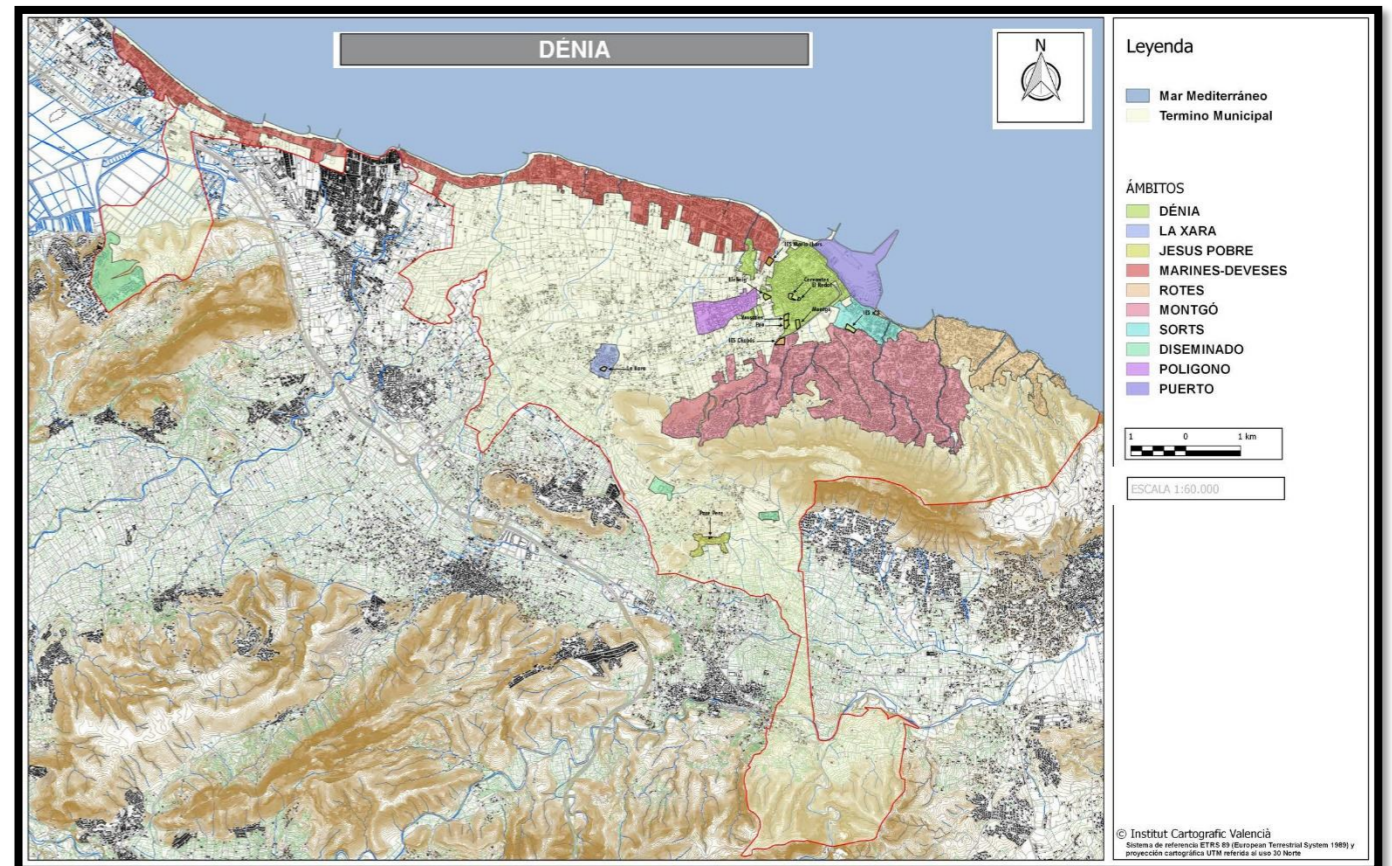 DÉNIA
N
Leyenda
Mar Mediterráneo
Termino Municipal
ÁMBITOS
DÉNIA
LA XARA
JESUS POBRE
MARINES-DEVESES
ROTES
MONTGÓ
SORTS
DISEMINADO
POLIGONO
PUERTO
1 0 1 km
ESCALA 1:60.000
© Institut Cartografic Valencià
Sistema de referencia ETRS 89 (European Terrestrial System 1989) y
proyección cartográfica UTM referida al uso 30 Norte